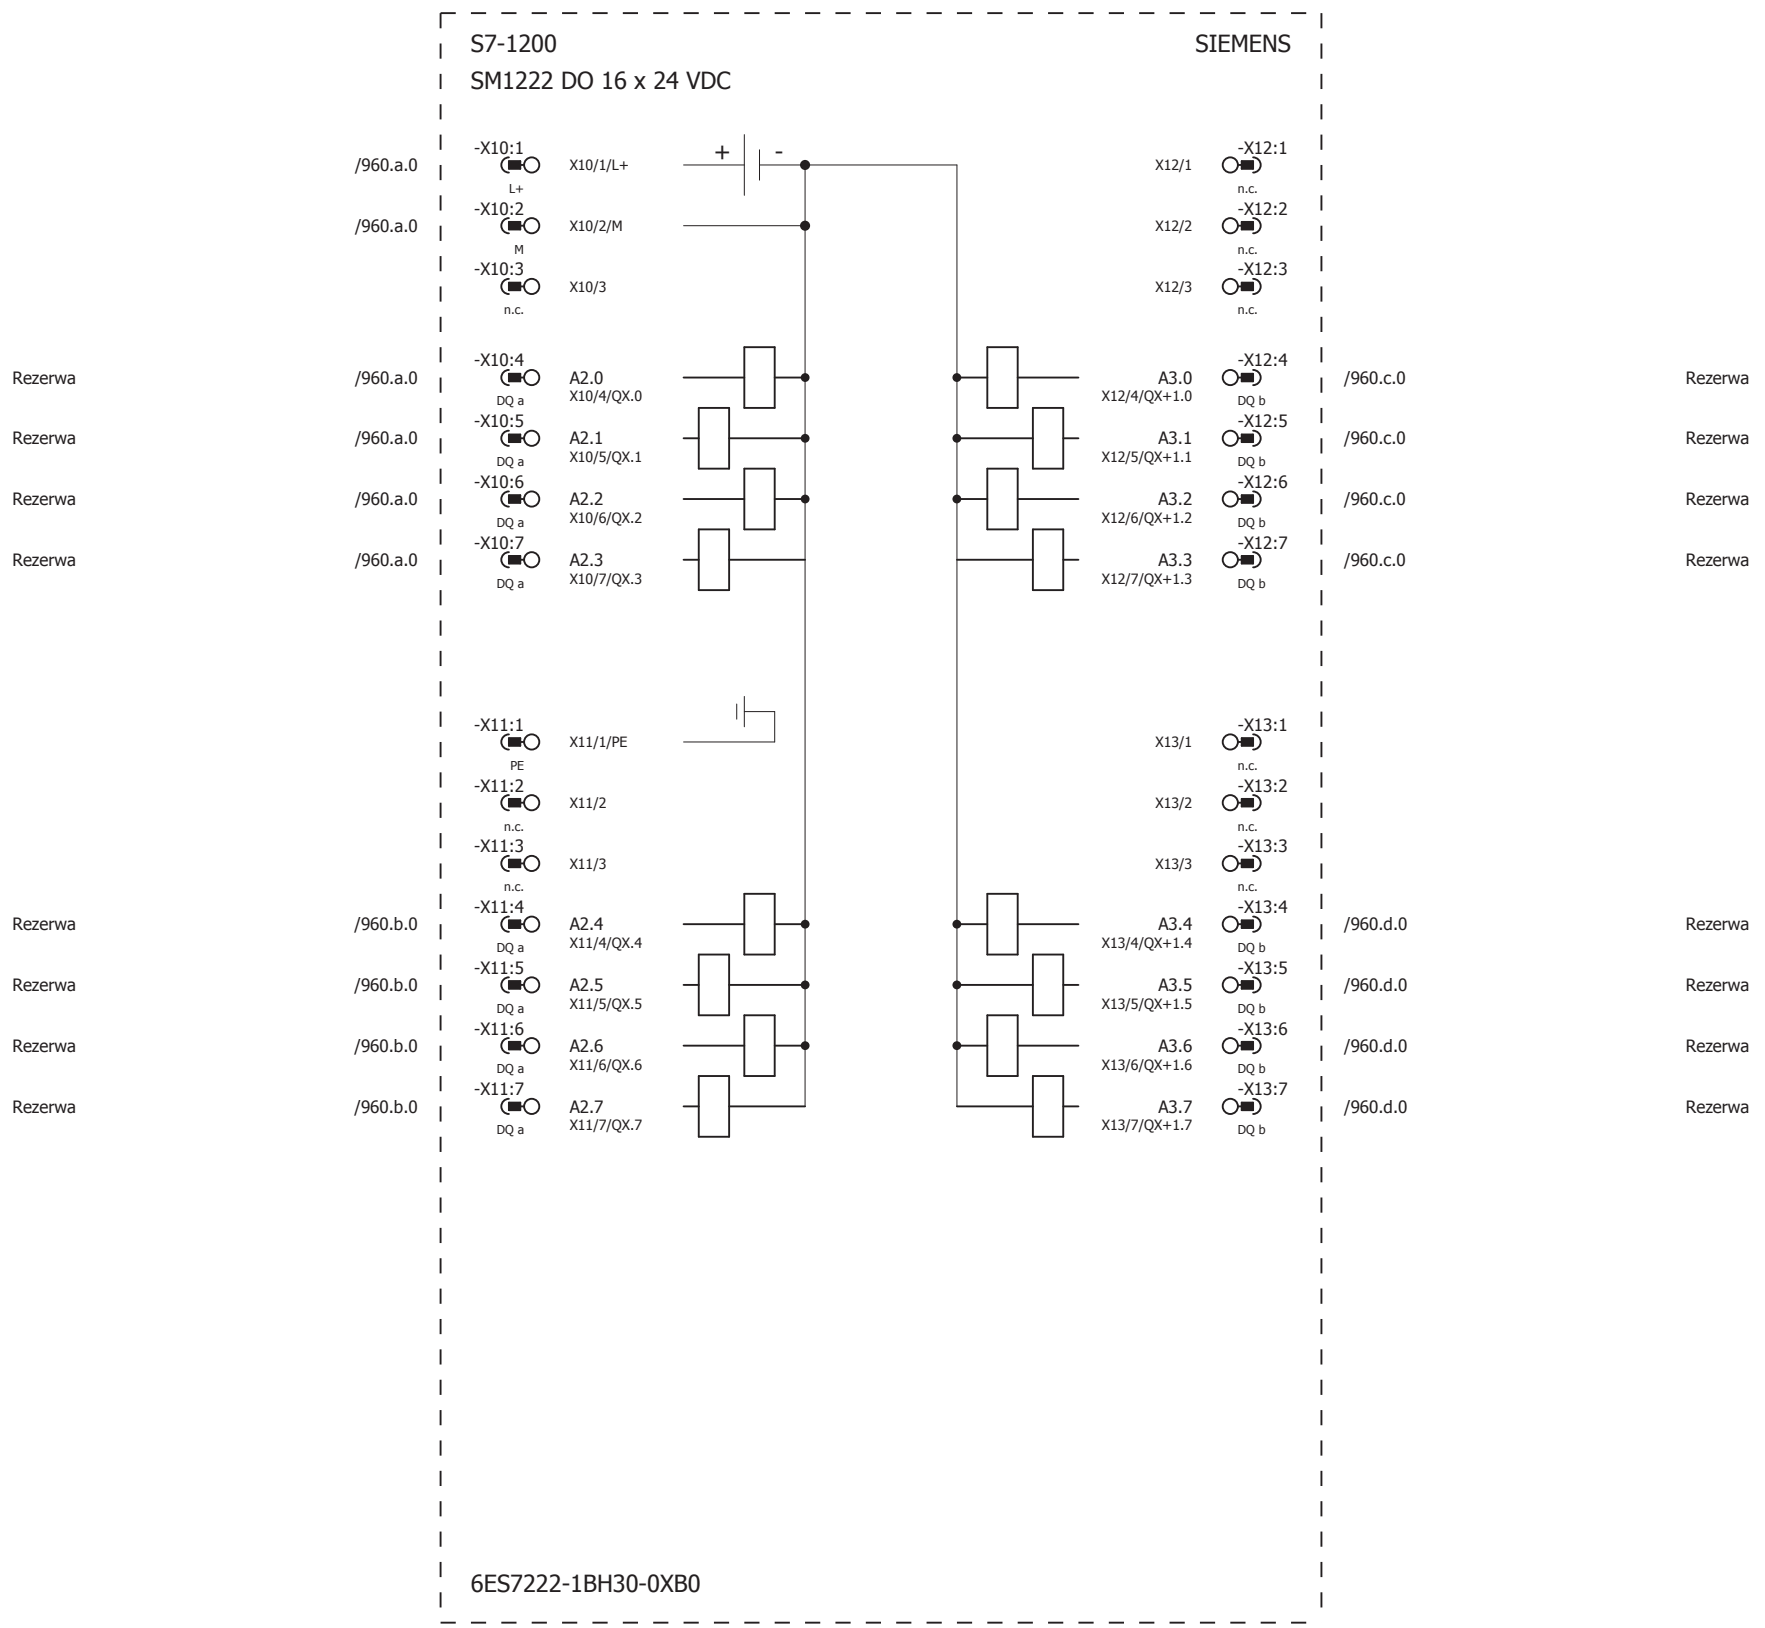 S7-1200 SIEMENS
SM1222 DO 16 x 24 VDC
-X10:1 + - -X12:1
/960.a.0 X10/1/L+ X12/1
L+ n.c.
-X10:2 -X12:2
/960.a.0 X10/2/M X12/2
M n.c.
-X10:3 -X12:3
X10/3 X12/3
n.c. n.c.
-X10:4 -X12:4
Rezerwa /960.a.0 A2.0 A3.0 /960.c.0 Rezerwa
DQ a X10/4/QX.0 X12/4/QX+1.0 DQ b
-X10:5 -X12:5
Rezerwa /960.a.0 A2.1 A3.1 /960.c.0 Rezerwa
DQ a X10/5/QX.1 X12/5/QX+1.1 DQ b
-X10:6 -X12:6
Rezerwa /960.a.0 A2.2 A3.2 /960.c.0 Rezerwa
DQ a X10/6/QX.2 X12/6/QX+1.2 DQ b
-X10:7 -X12:7
Rezerwa /960.a.0 A2.3 A3.3 /960.c.0 Rezerwa
DQ a X10/7/QX.3 X12/7/QX+1.3 DQ b
-X11:1 -X13:1
X11/1/PE X13/1
PE n.c.
-X11:2 -X13:2
X11/2 X13/2
n.c. n.c.
-X11:3 -X13:3
X11/3 X13/3
n.c. n.c.
-X11:4 -X13:4
Rezerwa /960.b.0 A2.4 A3.4 /960.d.0 Rezerwa
DQ a X11/4/QX.4 X13/4/QX+1.4 DQ b
-X11:5 -X13:5
Rezerwa /960.b.0 A2.5 A3.5 /960.d.0 Rezerwa
DQ a X11/5/QX.5 X13/5/QX+1.5 DQ b
-X11:6 -X13:6
Rezerwa /960.b.0 A2.6 A3.6 /960.d.0 Rezerwa
DQ a X11/6/QX.6 X13/6/QX+1.6 DQ b
-X11:7 -X13:7
Rezerwa /960.b.0 A2.7 A3.7 /960.d.0 Rezerwa
DQ a X11/7/QX.7 X13/7/QX+1.7 DQ b
6ES7222-1BH30-0XB0